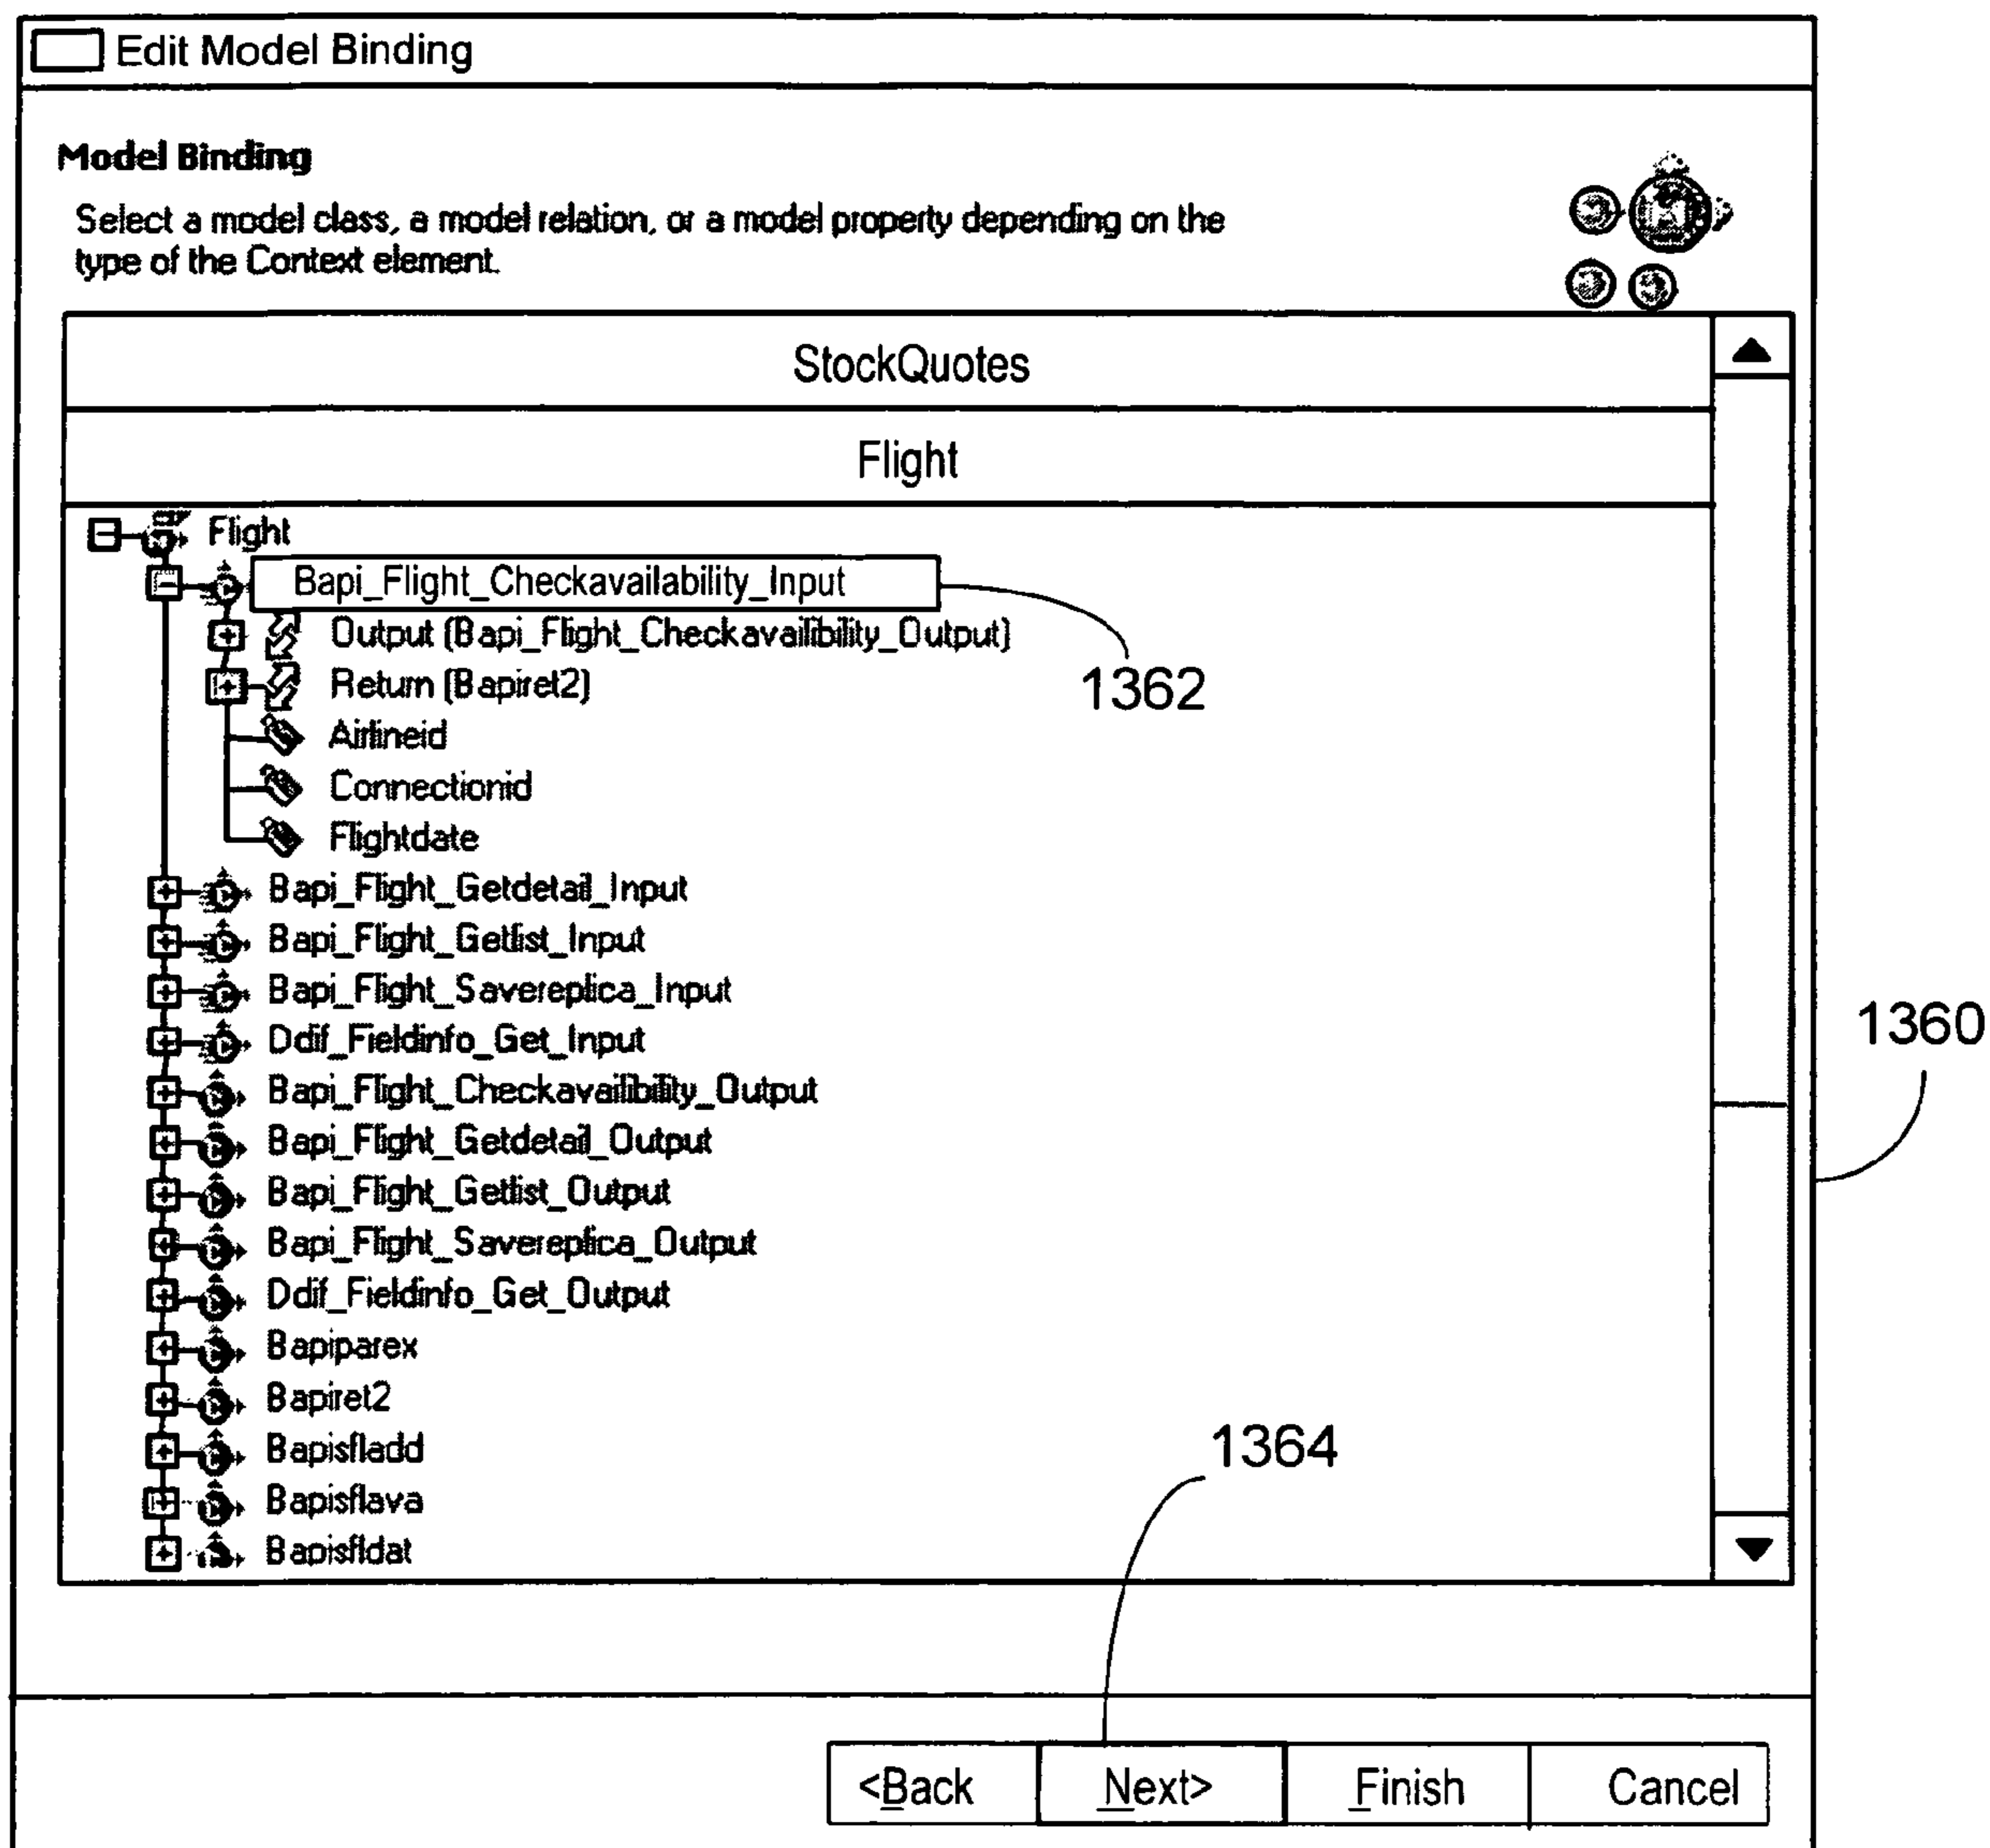 Edit Model Binding
Model Binding
Select a model class, a model relation, or a model property depending on the
type of the Context element.
StockQuotes
Flight
Flight
Bapi_Flight_Checkavailability_Input
Output (Bapi_Flight_Checkavailibility_Output)
Return (Bapiret2)
1362
Airlineid
Connectionid
Flightdate
Bapi_Flight_Getdetail_Input
Bapi_Flight_Getlist_Input
Bapi_Flight_Savereplica_Input
1360
Ddif_Fieldinfo_Get_Input
Bapi_Flight_Checkavailibility_Output
Bapi_Flight_Getdetail_Output
Bapi_Flight_Getlist_Output
Bapi_Flight_Savereplica_Output
Ddif_Fieldinfo_Get_Output
Bapiparex
Bapiret2
1364
Bapisfladd
Bapisflava
Bapisfldat
<Back Next> Finish Cancel